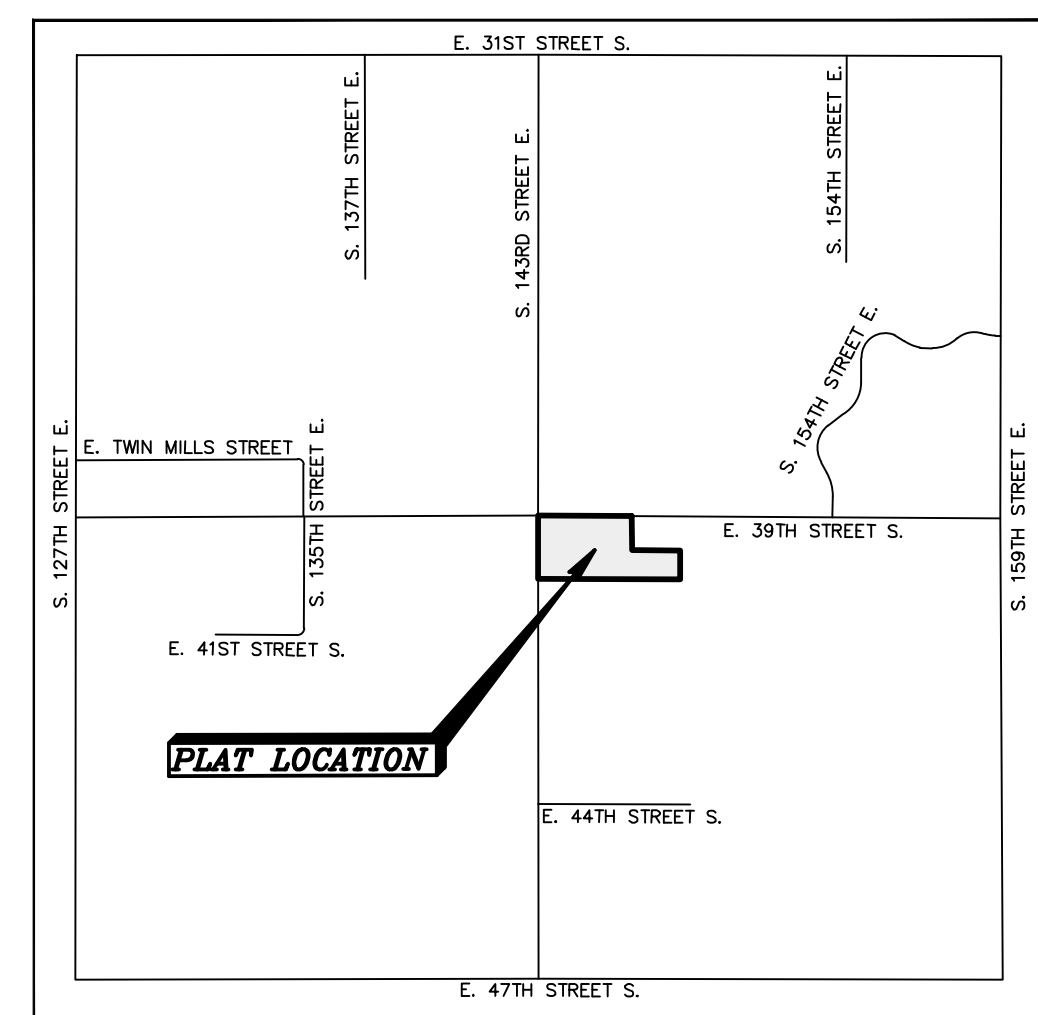 E. 31ST STREET S.
S. 137TH STREET E.
S. 143RD STREET E.
S. 154TH STREET E.
S. 154TH STREET E.
S. 127TH STREET E.
E. TWIN MILLS STREET
S. 135TH STREET E.
S. 159TH STREET E.
E. 39TH STREET S.
E. 41ST STREET S.
PLAT LOCATION
E. 44TH STREET S.
E. 47TH STREET S.